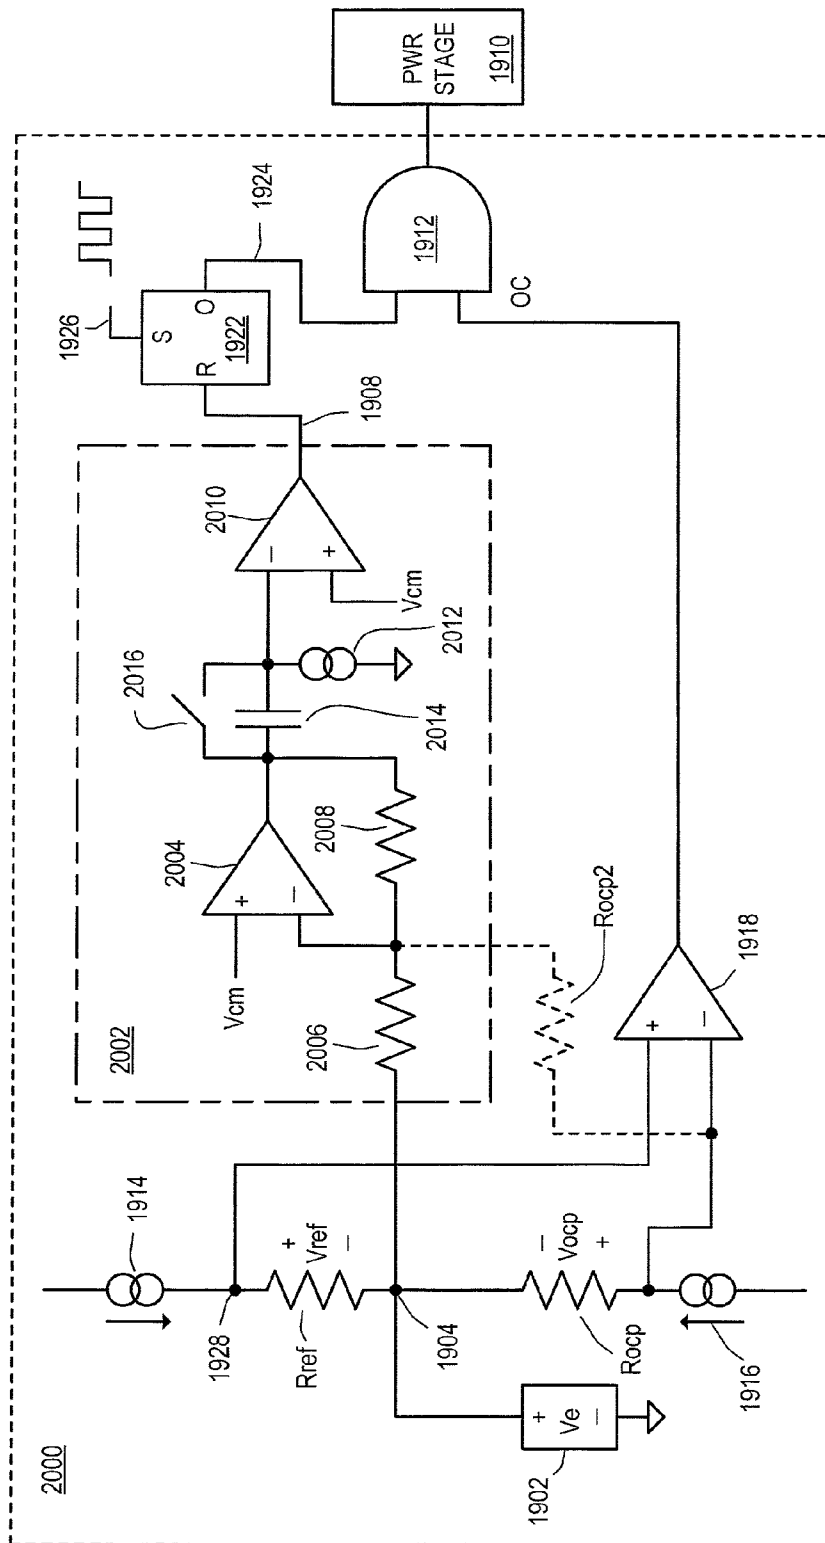 2000
1902
Ve
+
−
1904
1928
1914
Rref
+
Vref
−
−
Vocp
+
Rocp
1916
2002
2006
Vcm
2004
+
−
2008
2016
2014
2012
Vcm
2010
−
+
1908
Rocp2
1918
+
−
1926
S
R
O
1922
1924
OC
1912
PWR
STAGE
1910